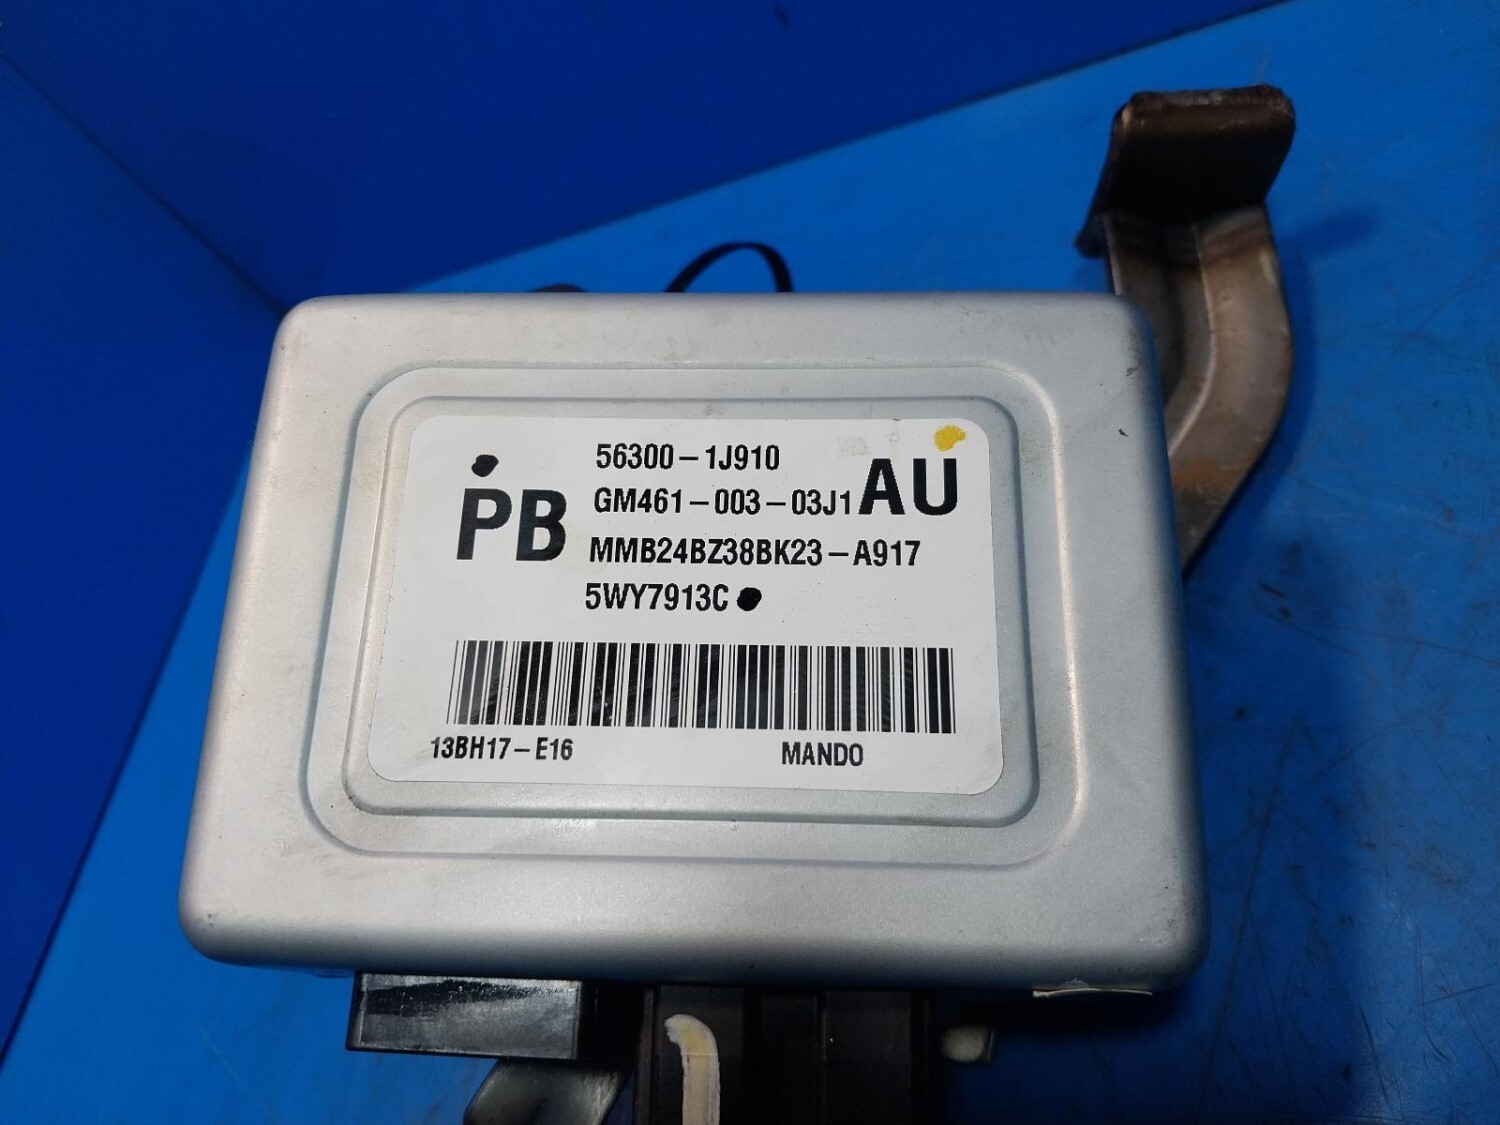 56300-1J910
PB
GM461-003-03J1
AU
MMB24BZ38BK23-A917
5WY7913C
13BH17-E16
MANDO